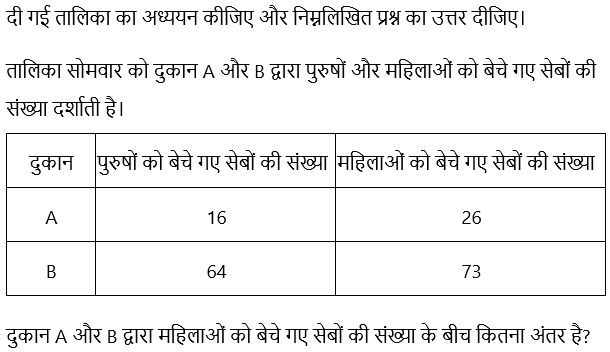 दी गई तालिका का अध्ययन कीजिए और निम्नलिखित प्रश्न का उत्तर दीजिए।
तालिका सोमवार को दुकान A और B द्वारा पुरुषों और महिलाओं को बेचे गए सेबों की
संख्या दर्शाती है।
दुकान पुरुषों को बेचे गए सेबों की संख्या महिलाओं को बेचे गए सेबों की संख्या
A 16 26
B 64 73
दुकान A और B द्वारा महिलाओं को बेचे गए सेबों की संख्या के बीच कितना अंतर है?